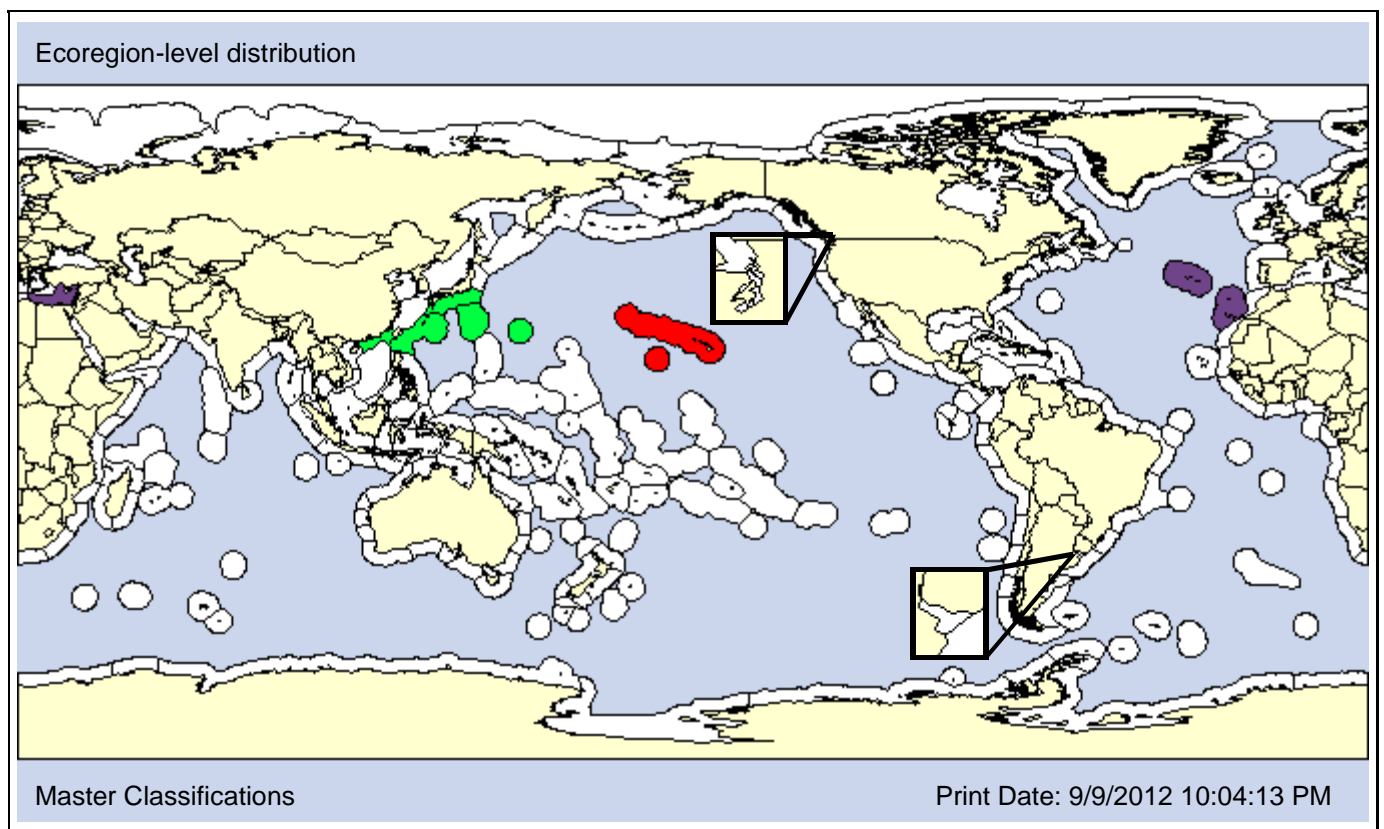 Ecoregion-level distribution
Master Classifications
Print Date: 9/9/2012 10:04:13 PM